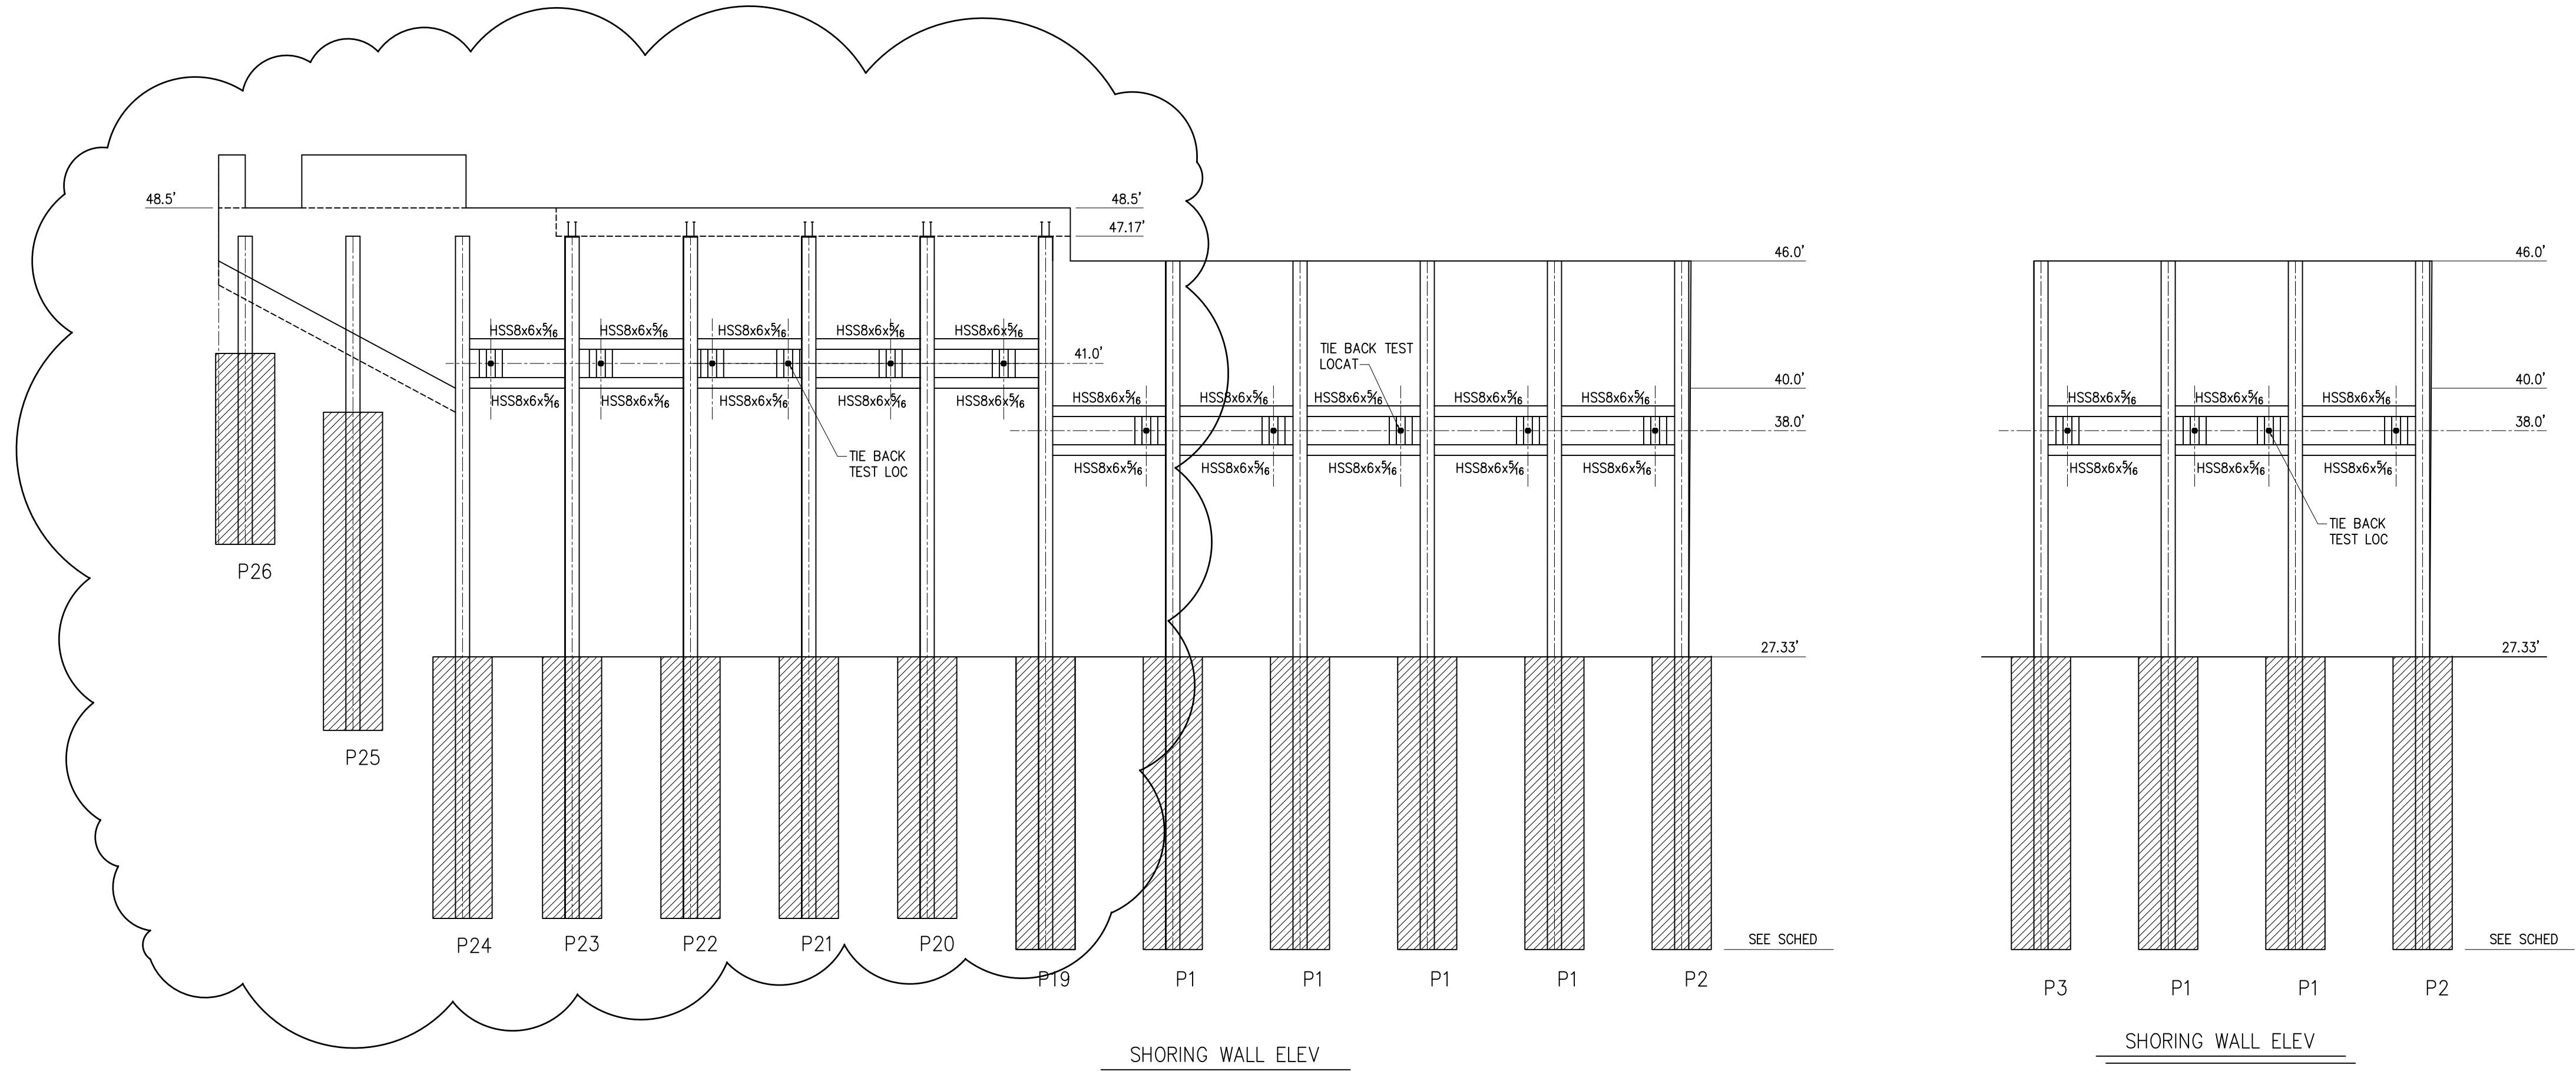 48.5'
48.5'
47.17'
46.0'
46.0'
HSS8x6x5/16
HSS8x6x5/16
HSS8x6x5/16
HSS8x6x5/16
HSS8x6x5/16
41.0'
TIE BACK TEST
LOCAT
40.0'
40.0'
HSS8x6x5/16
HSS8x6x5/16
HSS8x6x5/16
HSS8x6x5/16
HSS8x6x5/16
HSS8x6x5/16
HSS8x6x5/16
HSS8x6x5/16
HSS8x6x5/16
HSS8x6x5/16
HSS8x6x5/16
HSS8x6x5/16
HSS8x6x5/16
38.0'
38.0'
TIE BACK
TEST LOC
HSS8x6x5/16
HSS8x6x5/16
HSS8x6x5/16
HSS8x6x5/16
HSS8x6x5/16
HSS8x6x5/16
HSS8x6x5/16
HSS8x6x5/16
TIE BACK
TEST LOC
P26
27.33'
27.33'
P25
P24
P23
P22
P21
P20
SEE SCHED
SEE SCHED
P19
P1
P1
P1
P1
P2
P3
P1
P1
P2
SHORING WALL ELEV
SHORING WALL ELEV